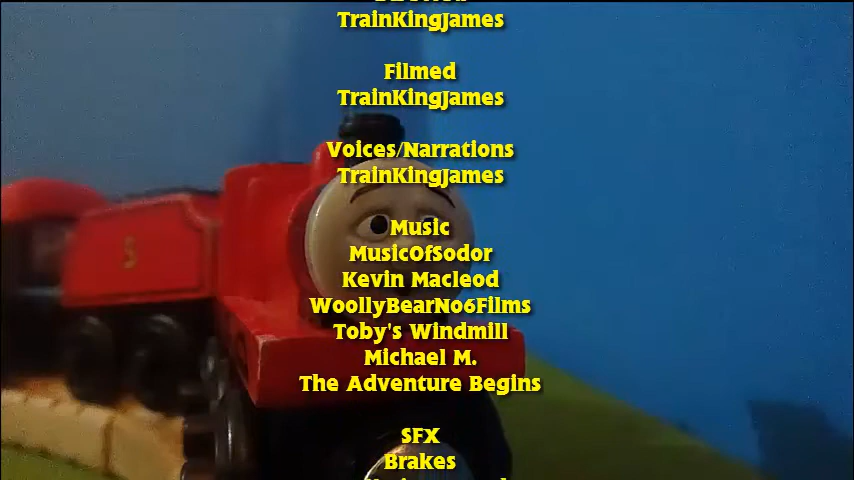 TrainKingJames
Filmed
TrainKingJames
Voices/Narrations
TrainKingJames
Music
MusicOfSodor
Kevin Macleod
WoollyBearNo6Films
Toby's Windmill
Michael M.
The Adventure Begins
SFX
Brakes
5